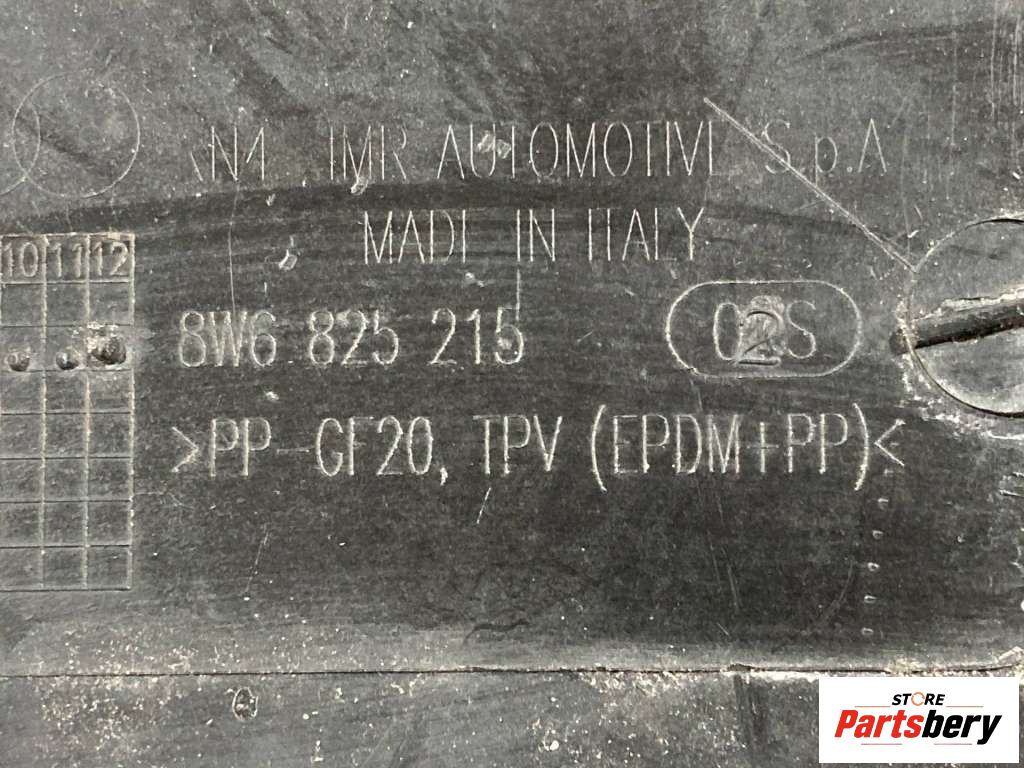 KN4 IMR AUTOMOTIVE S.p.A
MADE IN ITALY
10 11 12
8W6 825 215
02S
>PP-GF20, TPV (EPDM+PP)<
STORE
Partsbery